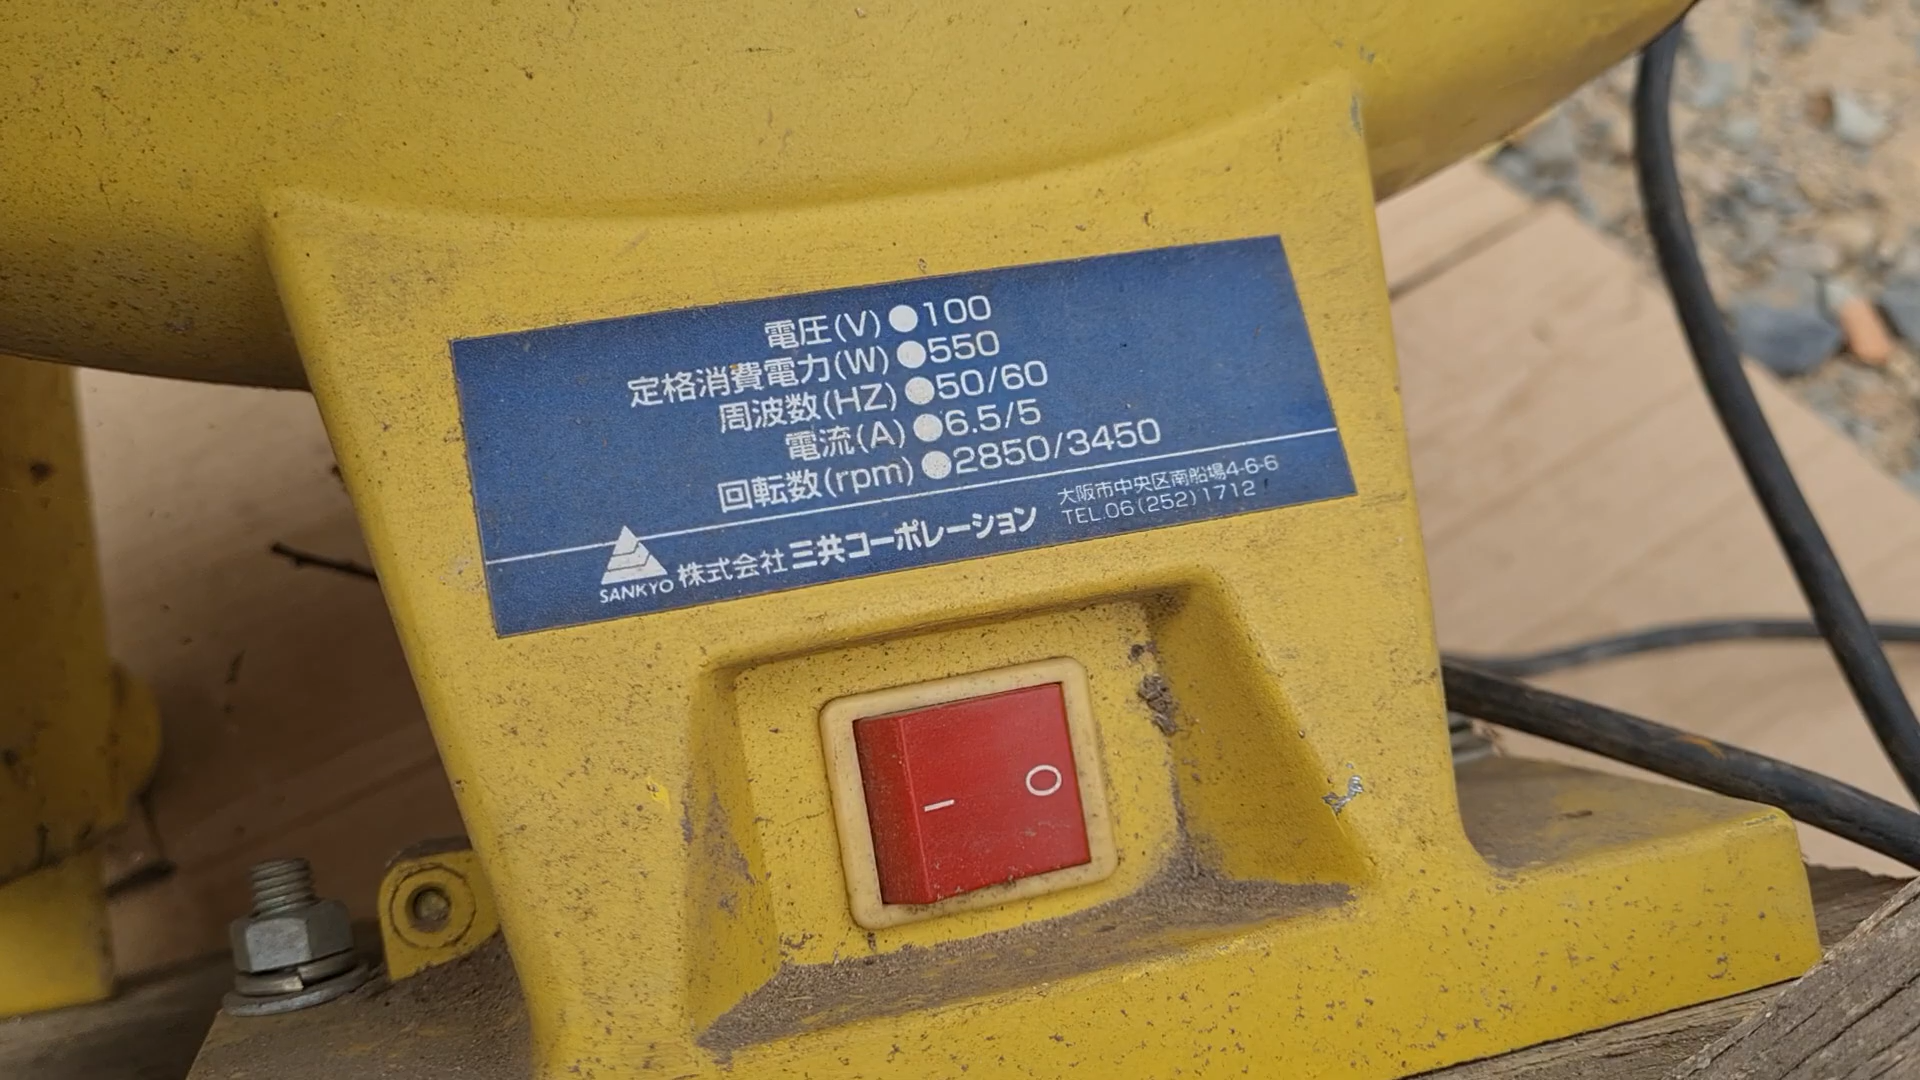 電圧(V)●100
定格消費電力(W)●550
周波数(HZ)●50/60
電流(A)●6.5/5
回転数(rpm)●2850/3450
SANKYO 株式会社三共コーポレーション
大阪市中央区南船場4-6-6
TEL.06(252)1712
| O